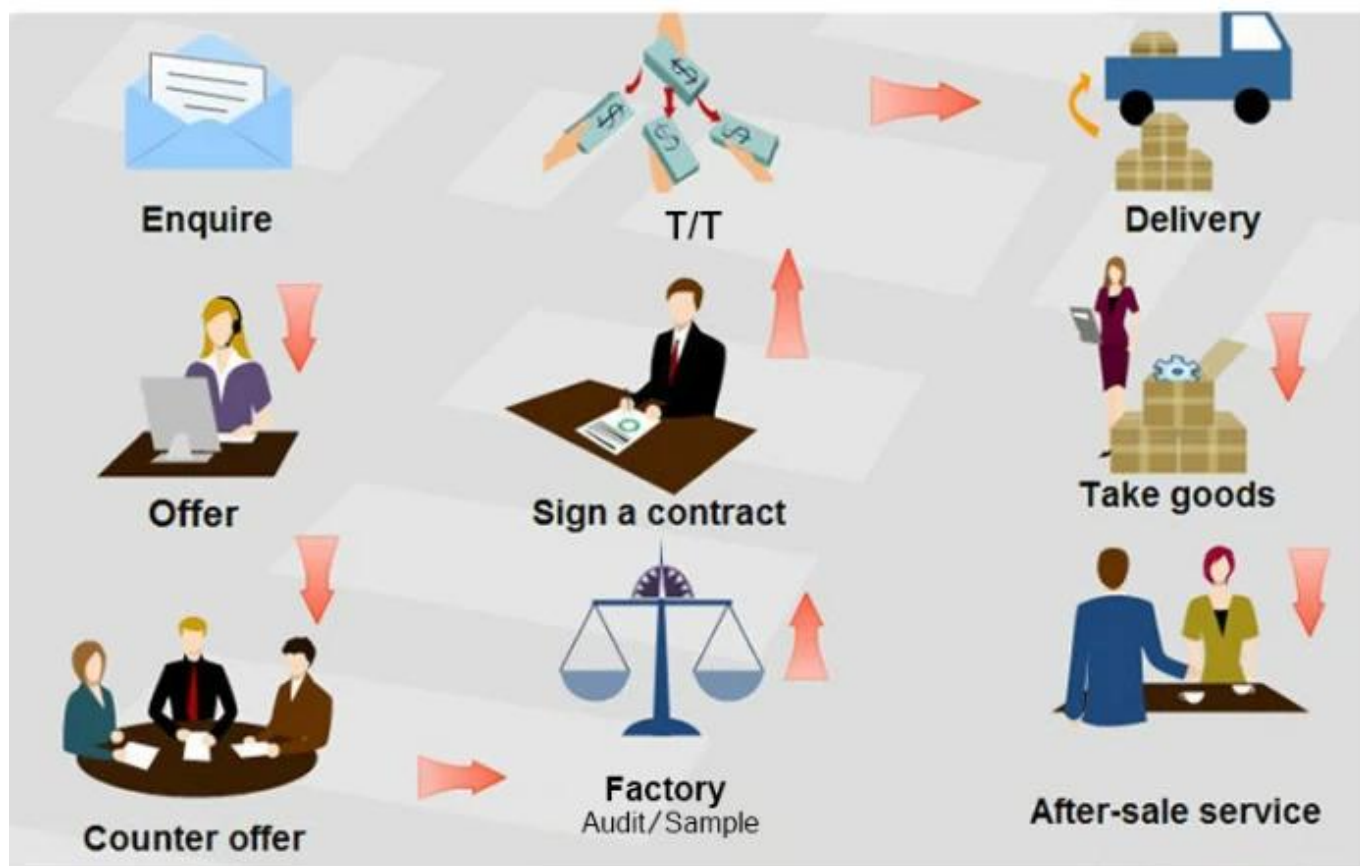 Enquire
Offer
Counter offer
Factory
Audit/Sample
Sign a contract
T/T
Delivery
Take goods
After-sale service